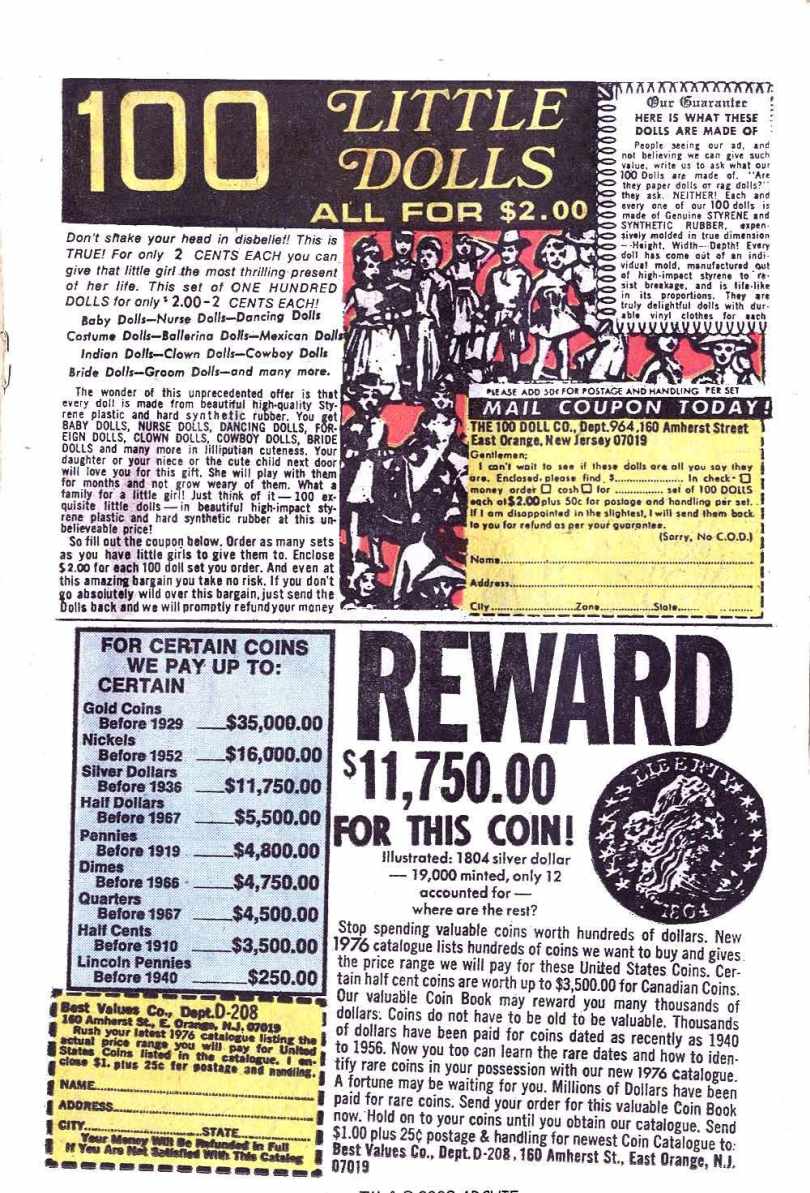 100
LITTLE
DOLLS
ALL FOR $2.00
Don't shake your head in disbelief! This is
TRUE! For only 2 CENTS EACH you can
give that little girl the most thrilling present
of her life. This set of ONE HUNDRED
DOLLS for only $2.00-2 CENTS EACH!
Baby Dolls—Nurse Dolls—Dancing Dolls
Costume Dolls—Ballerina Dolls—Mexican Dolls
Indian Dolls—Clown Dolls—Cowboy Dolls
Bride Dolls—Groom Dolls—and many more.
The wonder of this unprecedented offer is that
every doll is made from beautiful high-quality Sty-
rene plastic and hard synthetic rubber. You get
BABY DOLLS, NURSE DOLLS, DANCING DOLLS, FOR-
EIGN DOLLS, CLOWN DOLLS, COWBOY DOLLS, BRIDE
DOLLS and many more in lilliputian cuteness. Your
daughter or your niece or the cute child next door
will love you for this gift. She will play with them
for months and not grow weary of them. What a
family for a little girl! Just think of it — 100 ex-
quisite little dolls — in beautiful high-impact sty-
rene plastic and hard synthetic rubber at this un-
believeable price!
So fill out the coupon below. Order as many sets
as you have little girls to give them to. Enclose
$2.00 for each 100 doll set you order. And even at
this amazing bargain you take no risk. If you don't
go absolutely wild over this bargain, just send the
Dolls back and we will promptly refund your money
Our Guarantee
HERE IS WHAT THESE
DOLLS ARE MADE OF
People seeing our ad, and
not believing we can give such
value, write us to ask what our
100 Dolls are made of. "Are
they paper dolls or rag dolls?"
they ask. NEITHER! Each and
every one of our 100 dolls is
made of Genuine STYRENE and
SYNTHETIC RUBBER, expen-
sively molded in true dimension
—Height, Width—Depth! Every
doll has come out of an indi-
vidual mold, manufactured out
of high-impact styrene to re-
sist breakage, and is life-like
in its proportions. They are
truly delightful dolls with dur-
able vinyl clothes for each
PLEASE ADD 50¢ FOR POSTAGE AND HANDLING PER SET
MAIL COUPON TODAY!
THE 100 DOLL CO., Dept.964,160 Amherst Street
East Orange, New Jersey 07019
Gentlemen:
I can't wait to see if these dolls are all you say they
are. Enclosed, please find $.................... In check- ☐
money order ☐ cash ☐ for ............... set of 100 DOLLS
each at $2.00 plus 50c for postage and handling per set.
If I am disappointed in the slightest, I will send them back
to you for refund as per your guarantee.
(Sorry, No C.O.D.)
Name
Address
City Zone State
FOR CERTAIN COINS
WE PAY UP TO:
CERTAIN
Gold Coins
Before 1929 $35,000.00
Nickels
Before 1952 $16,000.00
Silver Dollars
Before 1936 $11,750.00
Half Dollars
Before 1967 $5,500.00
Pennies
Before 1919 $4,800.00
Dimes
Before 1966 $4,750.00
Quarters
Before 1967 $4,500.00
Half Cents
Before 1910 $3,500.00
Lincoln Pennies
Before 1940 $250.00
Best Values Co., Dept.D-208
160 Amherst St., E. Orange, N.J. 07019
Rush your latest 1976 catalogue listing the
actual price range you will pay for United
States Coins listed in the catalogue. I en-
close $1. plus 25c for postage and handling.
NAME
ADDRESS
CITY STATE
Your Money Will Be Refunded In Full
If You Are Not Satisfied With This Catalog
REWARD
$11,750.00
FOR THIS COIN!
Illustrated: 1804 silver dollar
— 19,000 minted, only 12
accounted for —
where are the rest?
LIBERTY
1804
Stop spending valuable coins worth hundreds of dollars. New
1976 catalogue lists hundreds of coins we want to buy and gives
the price range we will pay for these United States Coins. Cer-
tain half cent coins are worth up to $3,500.00 for Canadian Coins.
Our valuable Coin Book may reward you many thousands of
dollars. Coins do not have to be old to be valuable. Thousands
of dollars have been paid for coins dated as recently as 1940
to 1956. Now you too can learn the rare dates and how to iden-
tify rare coins in your possession with our new 1976 catalogue.
A fortune may be waiting for you. Millions of Dollars have been
paid for rare coins. Send your order for this valuable Coin Book
now. Hold on to your coins until you obtain our catalogue. Send
$1.00 plus 25¢ postage & handling for newest Coin Catalogue to:
Best Values Co., Dept. D-208, 160 Amherst St., East Orange, N.J.
07019